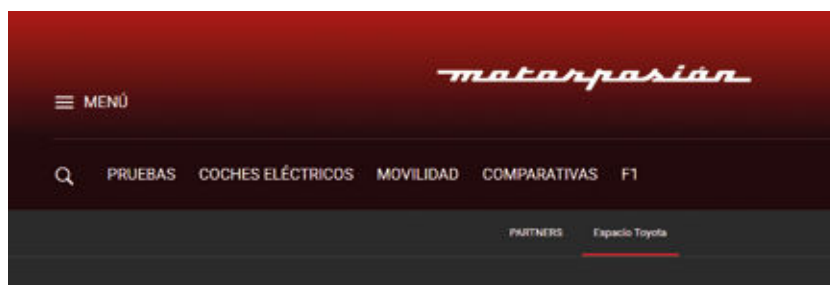 motorpasión
MENÚ
PRUEBAS COCHES ELÉCTRICOS MOVILIDAD COMPARATIVAS F1
PARTNERS Espacio Toyota